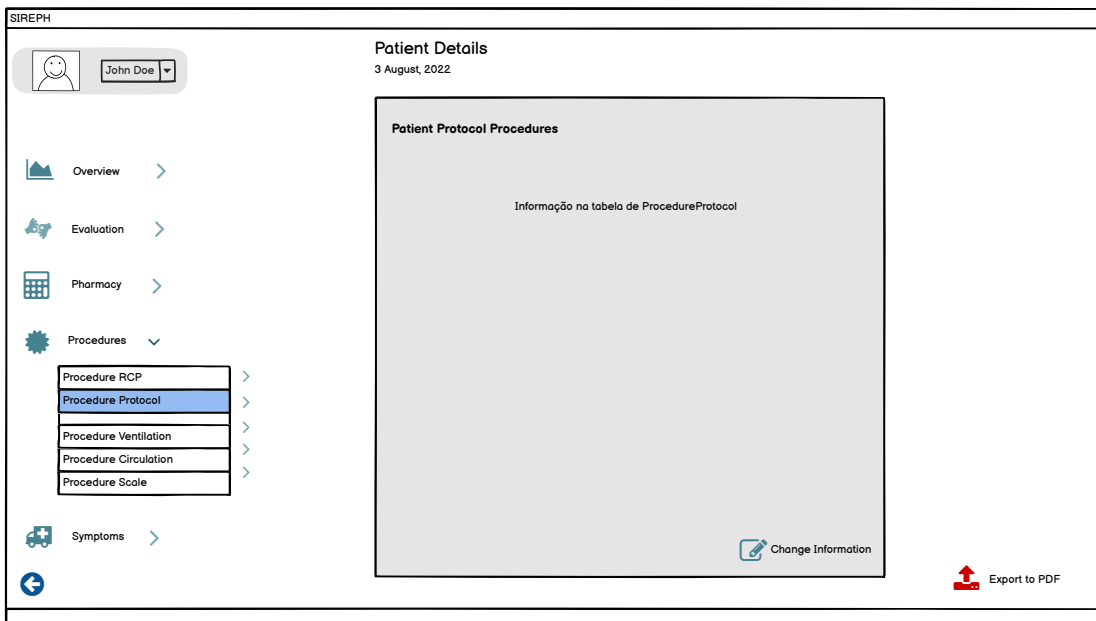 SIREPH
John Doe
Patient Details
3 August, 2022
Patient Protocol Procedures
Informação na tabela de ProcedureProtocol
Overview
Evaluation
Pharmacy
Procedures
Procedure RCP
Procedure Protocol
Procedure Ventilation
Procedure Circulation
Procedure Scale
Symptoms
Change Information
Export to PDF